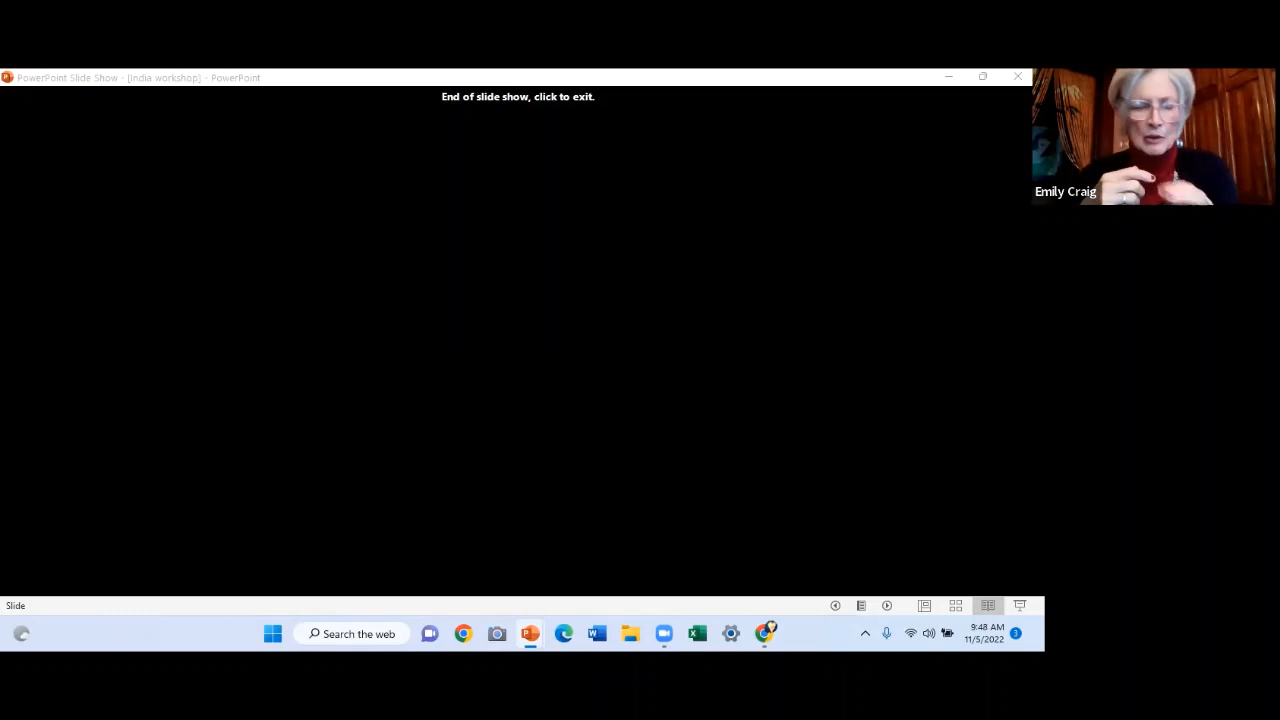 PowerPoint Slide Show - [India workshop] - PowerPoint
End of slide show, click to exit.
Emily Craig
Slide
Search the web
9:48 AM
11/5/2022
3